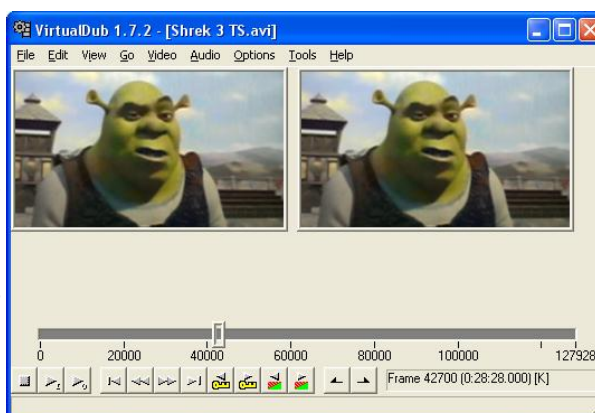 VirtualDub 1.7.2 - [Shrek 3 TS.avi]
File Edit View Go Video Audio Options Tools Help
0 20000 40000 60000 80000 100000 127928
Frame 42700 (0:28:28.000) [K]